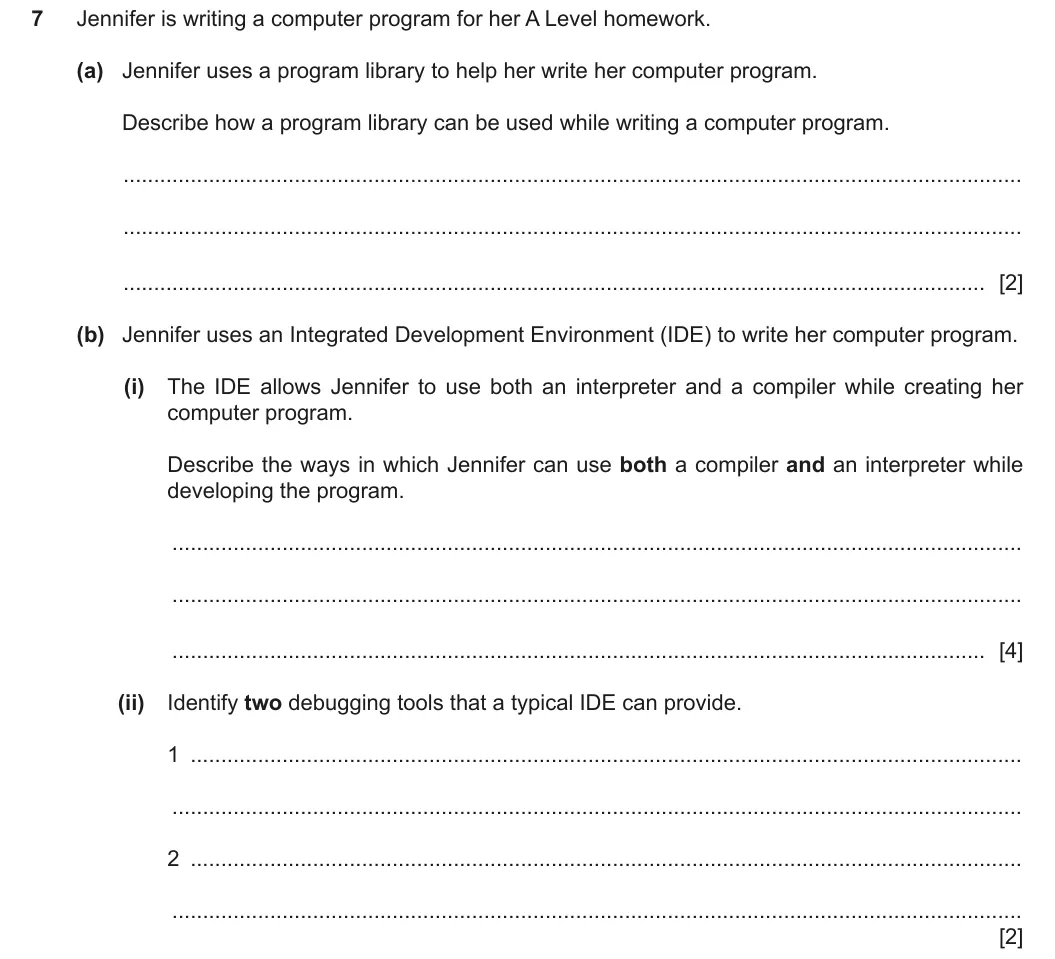 7 Jennifer is writing a computer program for her A Level homework.
(a) Jennifer uses a program library to help her write her computer program.
Describe how a program library can be used while writing a computer program.
..........................................................................................
..........................................................................................
.......................................................................................... [2]
(b) Jennifer uses an Integrated Development Environment (IDE) to write her computer program.
(i) The IDE allows Jennifer to use both an interpreter and a compiler while creating her
computer program.
Describe the ways in which Jennifer can use both a compiler and an interpreter while
developing the program.
..........................................................................................
..........................................................................................
.......................................................................................... [4]
(ii) Identify two debugging tools that a typical IDE can provide.
1 ..........................................................................................
..........................................................................................
2 ..........................................................................................
..........................................................................................
[2]